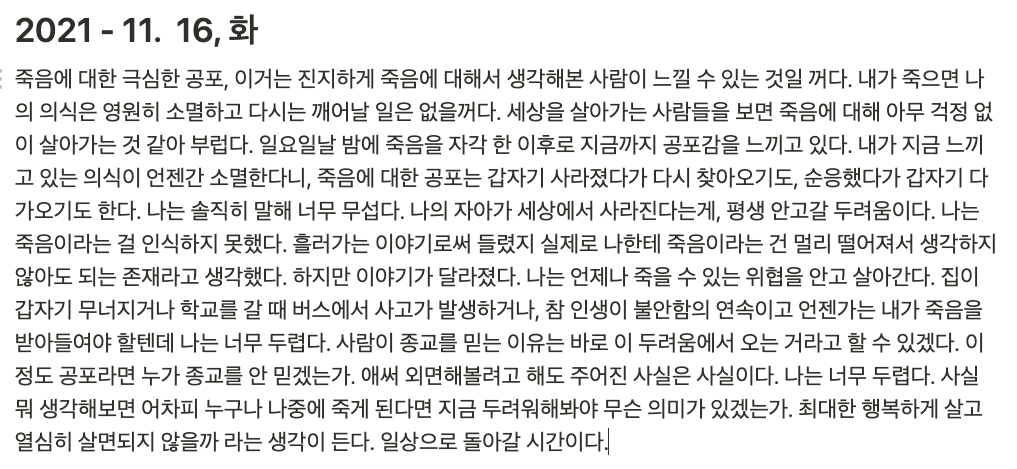 2021 - 11. 16, 화
죽음에 대한 극심한 공포, 이거는 진지하게 죽음에 대해서 생각해본 사람이 느낄 수 있는 것일 꺼다. 내가 죽으면 나
의 의식은 영원히 소멸하고 다시는 깨어날 일은 없을꺼다. 세상을 살아가는 사람들을 보면 죽음에 대해 아무 걱정 없
이 살아가는 것 같아 부럽다. 일요일날 밤에 죽음을 자각 한 이후로 지금까지 공포감을 느끼고 있다. 내가 지금 느끼
고 있는 의식이 언젠간 소멸한다니, 죽음에 대한 공포는 갑자기 사라졌다가 다시 찾아오기도, 순응했다가 갑자기 다
가오기도 한다. 나는 솔직히 말해 너무 무섭다. 나의 자아가 세상에서 사라진다는게, 평생 안고갈 두려움이다. 나는
죽음이라는 걸 인식하지 못했다. 흘러가는 이야기로써 들렸지 실제로 나한테 죽음이라는 건 멀리 떨어져서 생각하지
않아도 되는 존재라고 생각했다. 하지만 이야기가 달라졌다. 나는 언제나 죽을 수 있는 위협을 안고 살아간다. 집이
갑자기 무너지거나 학교를 갈 때 버스에서 사고가 발생하거나, 참 인생이 불안함의 연속이고 언젠가는 내가 죽음을
받아들여야 할텐데 나는 너무 두렵다. 사람이 종교를 믿는 이유는 바로 이 두려움에서 오는 거라고 할 수 있겠다. 이
정도 공포라면 누가 종교를 안 믿겠는가. 애써 외면해볼려고 해도 주어진 사실은 사실이다. 나는 너무 두렵다. 사실
뭐 생각해보면 어차피 누구나 나중에 죽게 된다면 지금 두려워해봐야 무슨 의미가 있겠는가. 최대한 행복하게 살고
열심히 살면되지 않을까 라는 생각이 든다. 일상으로 돌아갈 시간이다.